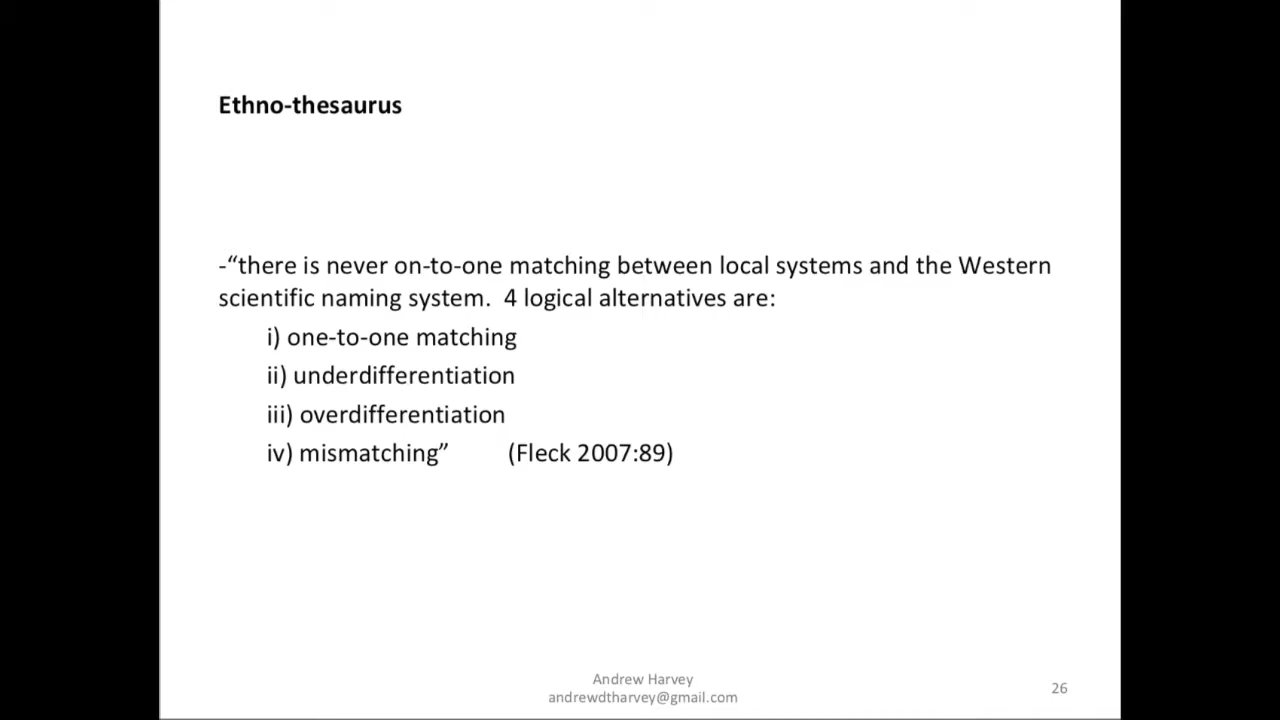 Ethno-thesaurus
-“there is never on-to-one matching between local systems and the Western
scientific naming system.  4 logical alternatives are:
i) one-to-one matching
ii) underdifferentiation
iii) overdifferentiation
iv) mismatching”  (Fleck 2007:89)
Andrew Harvey
andrewdtharvey@gmail.com
26